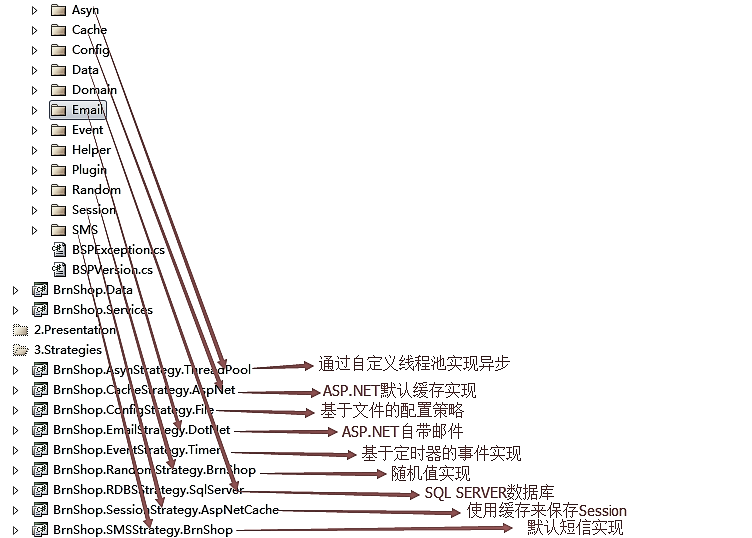 Asyn
Cache
Config
Data
Domain
Email
Event
Helper
Plugin
Random
Session
SMS
BSPException.cs
BSPVersion.cs
BrnShop.Data
BrnShop.Services
2.Presentation
3.Strategies
BrnShop.AsynStrategy.ThreadPool 通过自定义线程池实现异步
BrnShop.CacheStrategy.AspNet ASP.NET默认缓存实现
BrnShop.ConfigStrategy.File 基于文件的配置策略
BrnShop.EmailStrategy.DotNet ASP.NET自带邮件
BrnShop.EventStrategy.Timer 基于定时器的事件实现
BrnShop.RandomStrategy.BrnShop 随机值实现
BrnShop.RDBSStrategy.SqlServer SQL SERVER数据库
BrnShop.SessionStrategy.AspNetCache 使用缓存来保存Session
BrnShop.SMSStrategy.BrnShop 默认短信实现